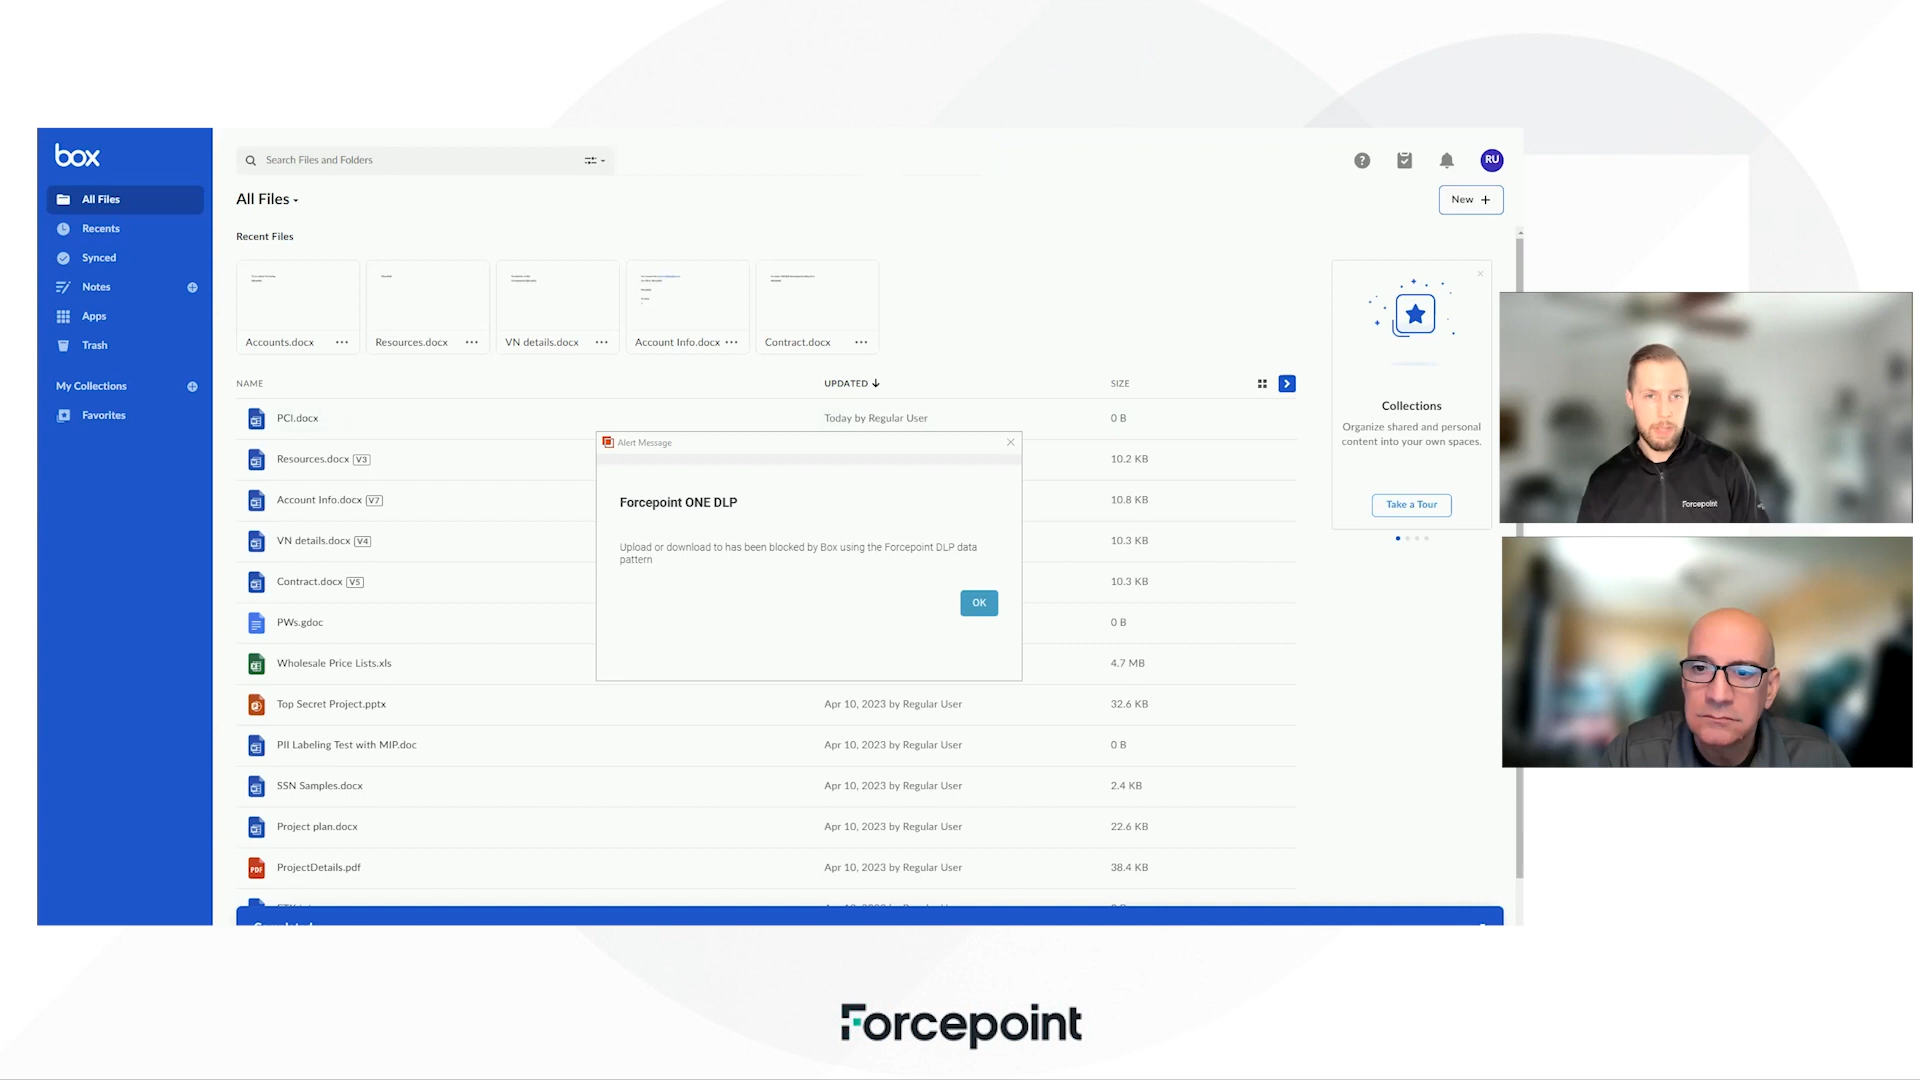 box
Search Files and Folders
RU
All Files
Recents
Synced
Notes
Apps
Trash
My Collections
Favorites
All Files
New +
Recent Files
Accounts.docx
Resources.docx
VN details.docx
Account Info.docx
Contract.docx
NAME UPDATED SIZE
PCI.docx Today by Regular User 0 B
Resources.docx V3 10.2 KB
Account Info.docx V7 10.8 KB
VN details.docx V4 10.3 KB
Contract.docx V5 10.3 KB
PWs.gdoc 0 B
Wholesale Price Lists.xls 4.7 MB
Top Secret Project.pptx Apr 10, 2023 by Regular User 32.6 KB
PII Labeling Test with MIP.doc Apr 10, 2023 by Regular User 0 B
SSN Samples.docx Apr 10, 2023 by Regular User 2.4 KB
Project plan.docx Apr 10, 2023 by Regular User 22.6 KB
PDF ProjectDetails.pdf Apr 10, 2023 by Regular User 38.4 KB
Alert Message
Forcepoint ONE DLP
Upload or download to has been blocked by Box using the Forcepoint DLP data
pattern
OK
Collections
Organize shared and personal
content into your own spaces.
Take a Tour
Forcepoint
Forcepoint